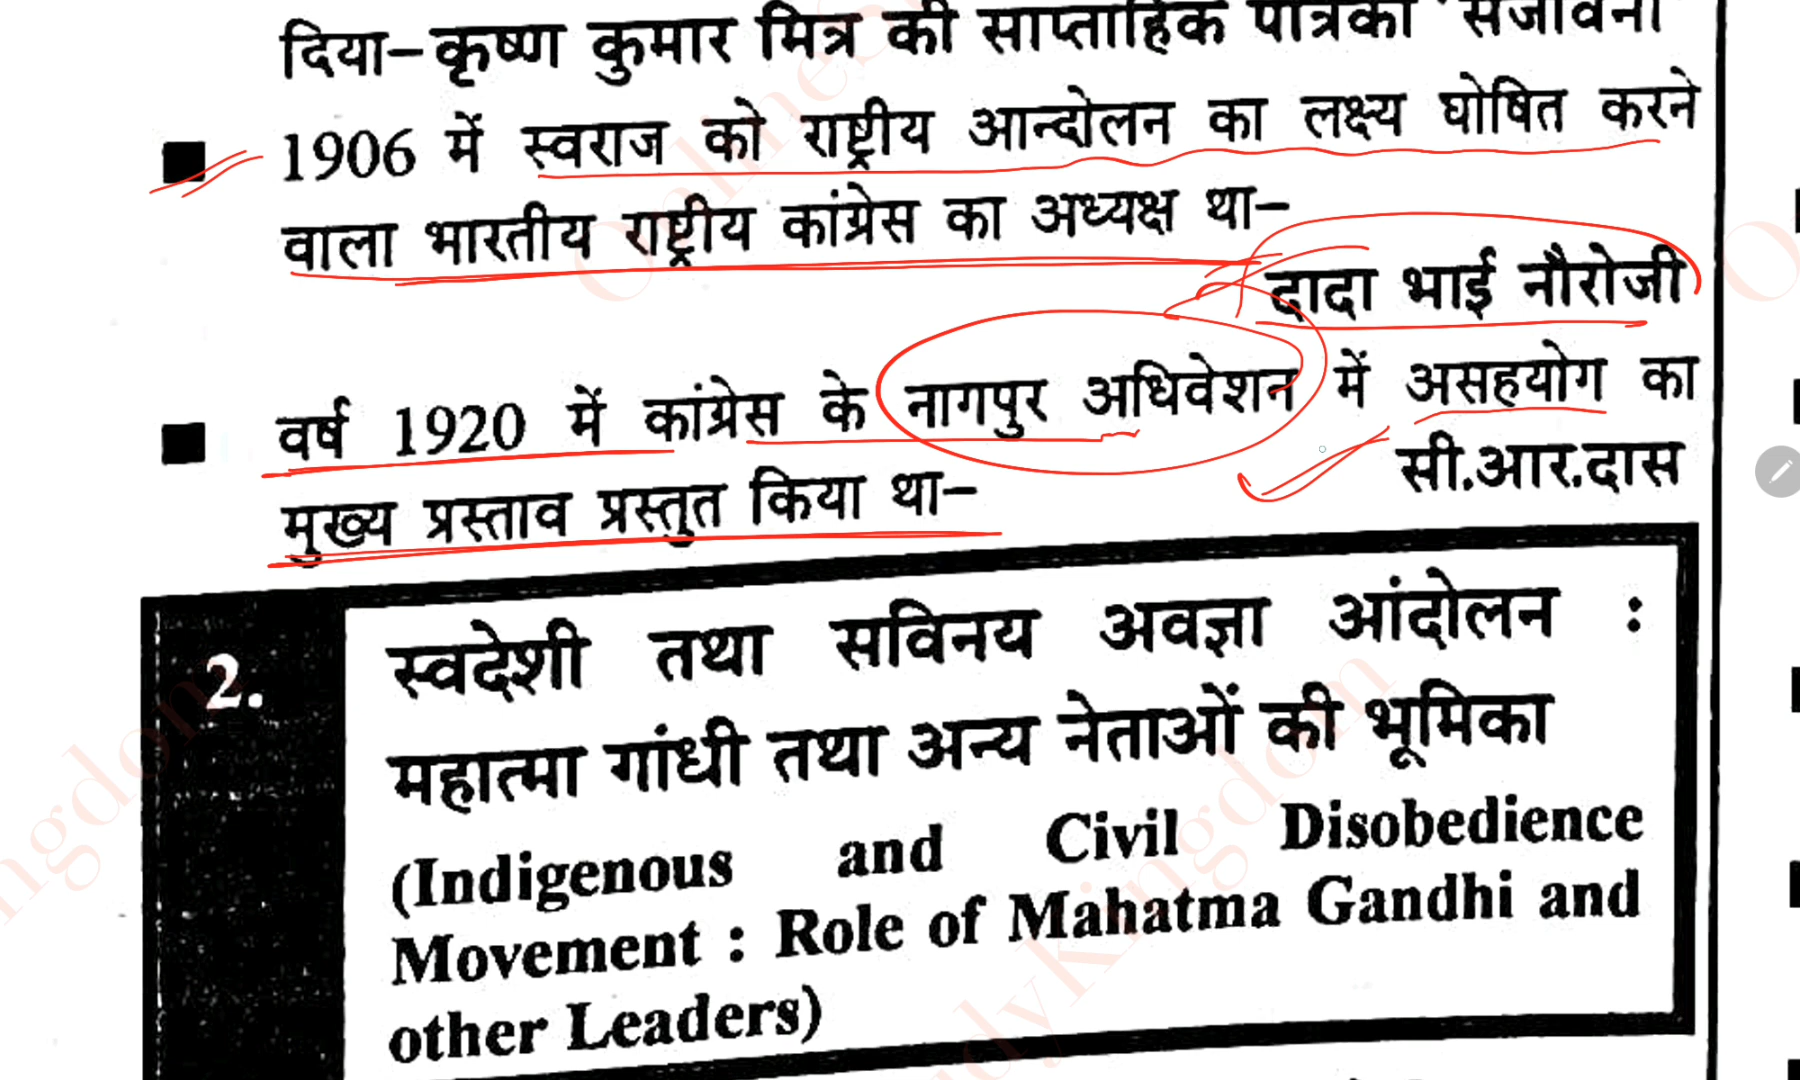 दिया–कृष्ण कुमार मित्र की साप्ताहिक पत्रिका 'संजीवनी
■ 1906 में स्वराज को राष्ट्रीय आन्दोलन का लक्ष्य घोषित करने
वाला भारतीय राष्ट्रीय कांग्रेस का अध्यक्ष था–
दादा भाई नौरोजी
■ वर्ष 1920 में कांग्रेस के नागपुर अधिवेशन में असहयोग का
मुख्य प्रस्ताव प्रस्तुत किया था– सी.आर.दास
2. स्वदेशी तथा सविनय अवज्ञा आंदोलन :
महात्मा गांधी तथा अन्य नेताओं की भूमिका
(Indigenous and Civil Disobedience
Movement : Role of Mahatma Gandhi and
other Leaders)